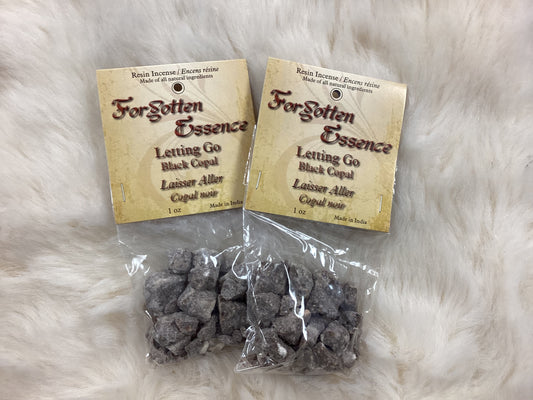 Resin Incense / Encens résine
Made of all natural ingredients
Forgotten
Essence
Letting Go
Black Copal
Laisser Aller
Copal noir
1 oz
Made in India
Resin Incense / Encens résine
Made of all natural ingredients
Forgotten
Essence
Letting Go
Black Copal
Laisser Aller
Copal noir
1 oz
Made in India